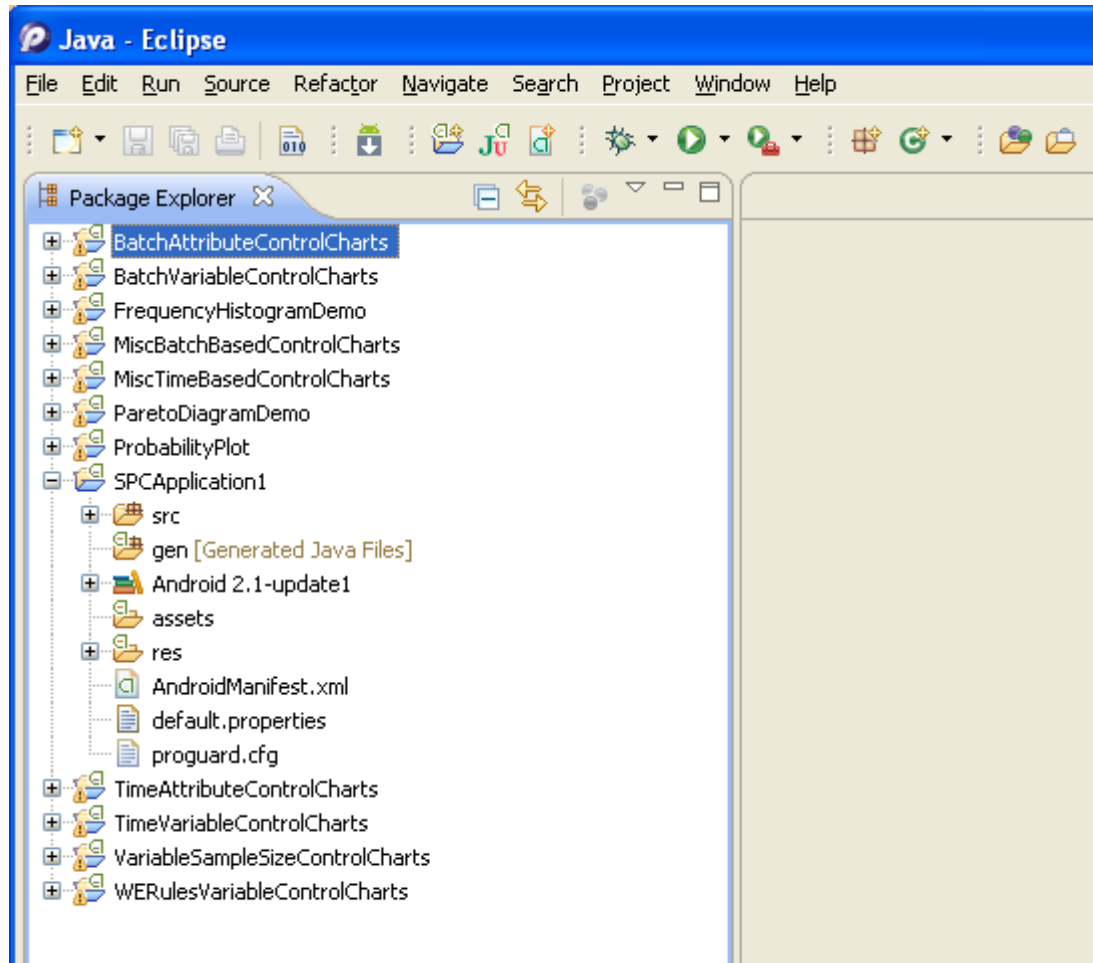 Java - Eclipse
File Edit Run Source Refactor Navigate Search Project Window Help
010 Ju
Package Explorer
BatchAttributeControlCharts
BatchVariableControlCharts
FrequencyHistogramDemo
MiscBatchBasedControlCharts
MiscTimeBasedControlCharts
ParetoDiagramDemo
ProbabilityPlot
SPCApplication1
src
gen [Generated Java Files]
Android 2.1-update1
assets
res
AndroidManifest.xml
default.properties
proguard.cfg
TimeAttributeControlCharts
TimeVariableControlCharts
VariableSampleSizeControlCharts
WERulesVariableControlCharts